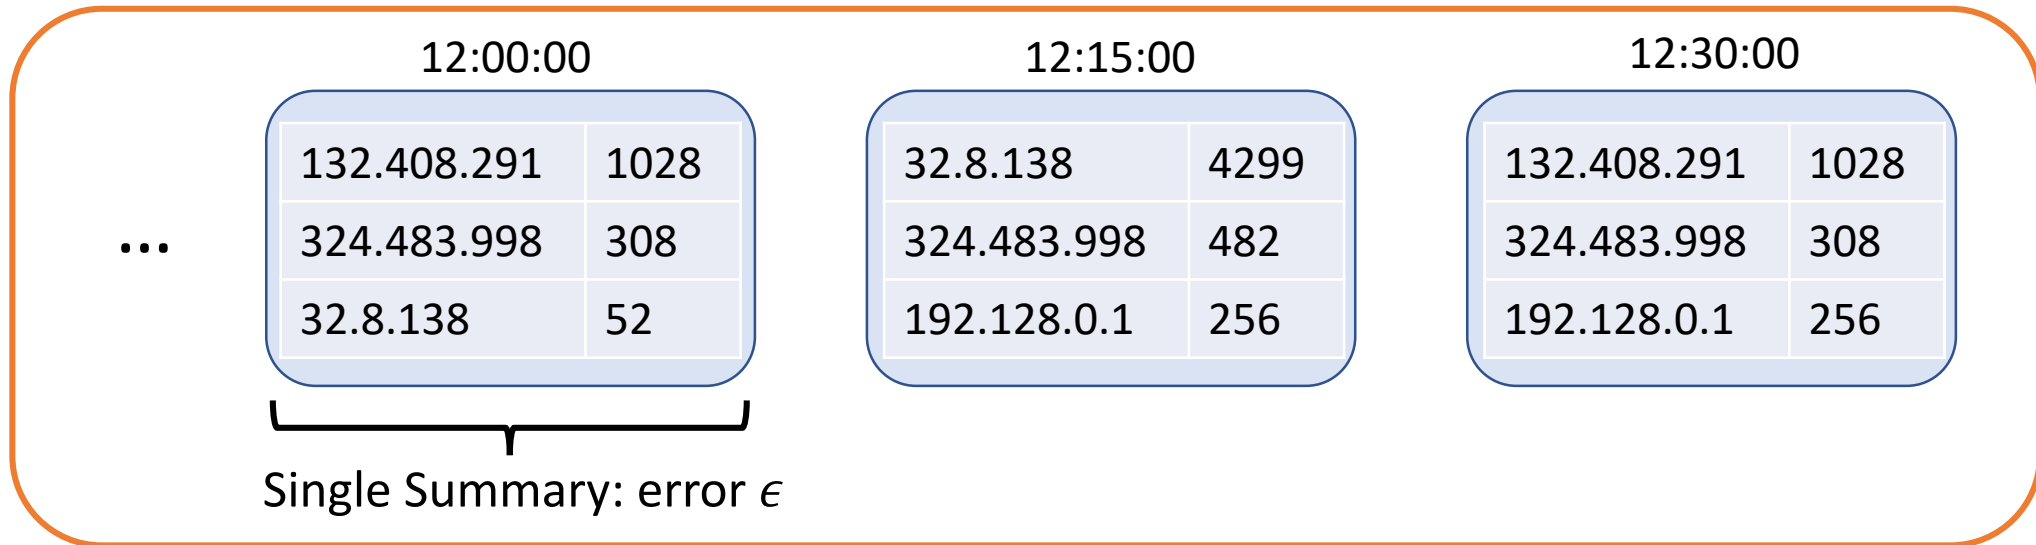 12:00:00 12:15:00 12:30:00
132.408.291 1028 32.8.138 4299 132.408.291 1028
... 324.483.998 308 324.483.998 482 324.483.998 308
32.8.138 52 192.128.0.1 256 192.128.0.1 256
Single Summary: error ϵ